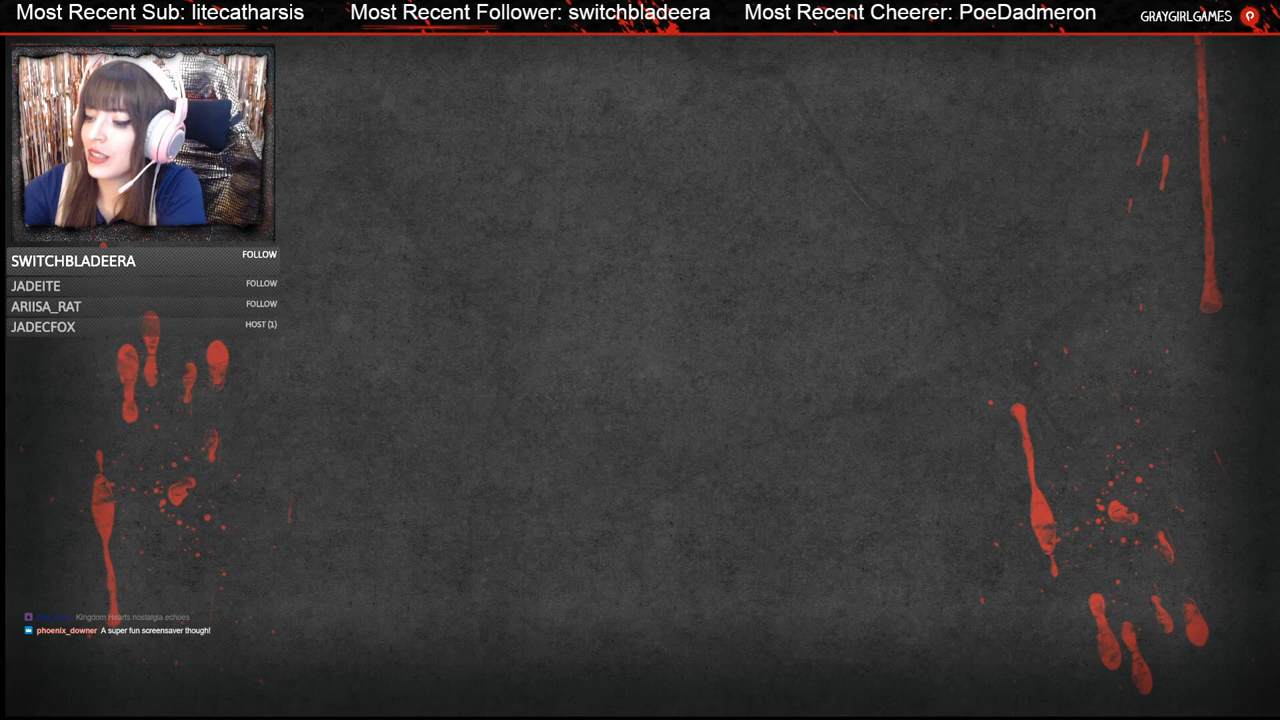 Most Recent Sub: litecatharsis
Most Recent Follower: switchbladeera
Most Recent Cheerer: PoeDadmeron
GRAYGIRLGAMES
SWITCHBLADEERA FOLLOW
JADEITE FOLLOW
ARIISA_RAT FOLLOW
JADECFOX HOST (1)
Kingdom Hearts nostalgia echoes
phoenix_downer A super fun screensaver though!